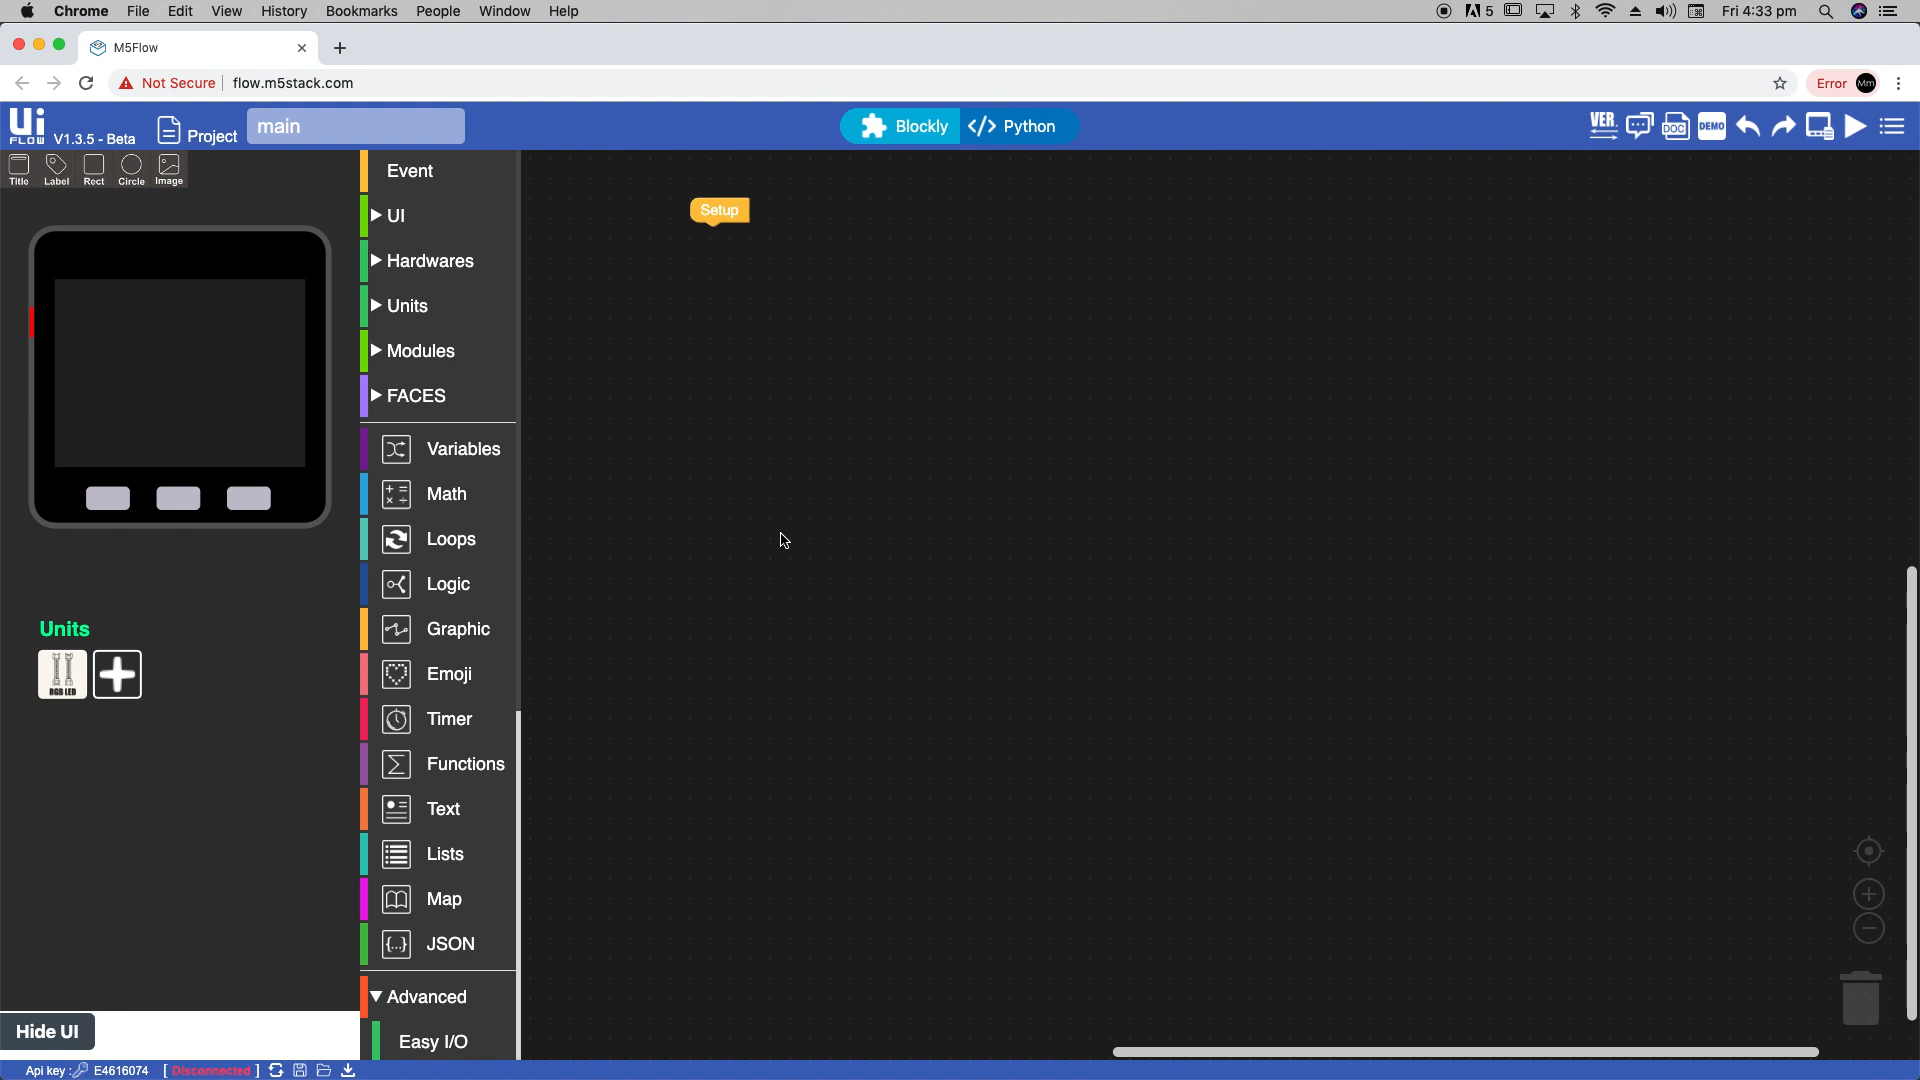 Chrome File Edit View History Bookmarks People Window Help
5 Fri 4:33 pm
M5Flow
Not Secure flow.m5stack.com Error Mm
Ui FLOW V1.3.5 - Beta Project main Blockly </> Python VER. DOC DEMO
Title Label Rect Circle Image
Event
UI
Hardwares
Units
Modules
FACES
Variables
Math
Loops
Logic
Graphic
Emoji
Timer
Functions
Text
Lists
Map
JSON
Advanced
Easy I/O
Setup
Units
RGB LED
Hide UI
Api key : E4616074 [ Disconnected ]